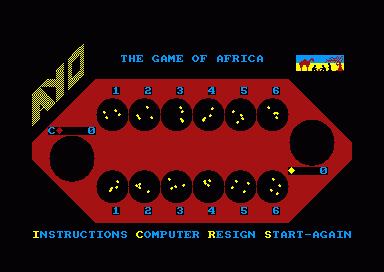 AYO
THE GAME OF AFRICA
1 2 3 4 5 6
C 0
0
1 2 3 4 5 6
INSTRUCTIONS COMPUTER RESIGN START-AGAIN